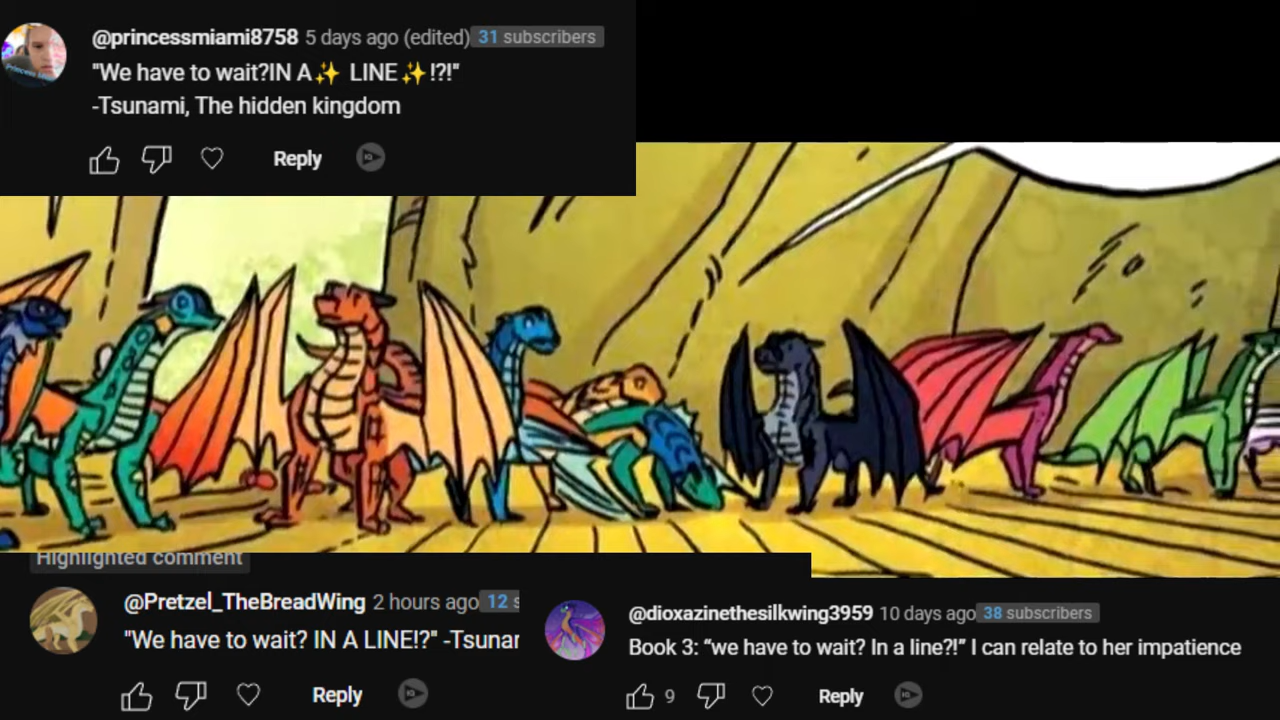 @princessmiami8758 5 days ago (edited) 31 subscribers
"We have to wait?IN A✨ LINE✨!?!"
-Tsunami, The hidden kingdom
Reply
Highlighted comment
@Pretzel_TheBreadWing 2 hours ago 12 s
"We have to wait? IN A LINE!?" -Tsunar
Reply
@dioxazinethesilkwing3959 10 days ago 38 subscribers
Book 3: “we have to wait? In a line?!” I can relate to her impatience
9 Reply